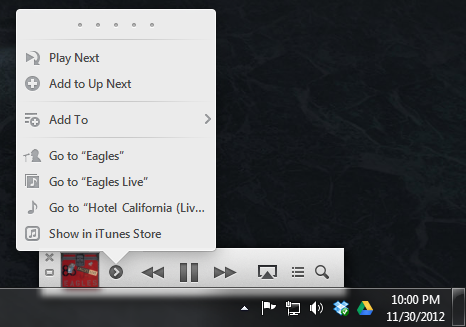 Play Next
Add to Up Next
Add To
Go to “Eagles”
Go to “Eagles Live”
Go to “Hotel California (Liv...
Show in iTunes Store
EAGLES
10:00 PM
11/30/2012